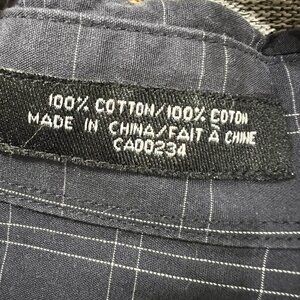 100% COTTON/100% COTON
MADE IN CHINA/FAIT À CHINE
CA00234